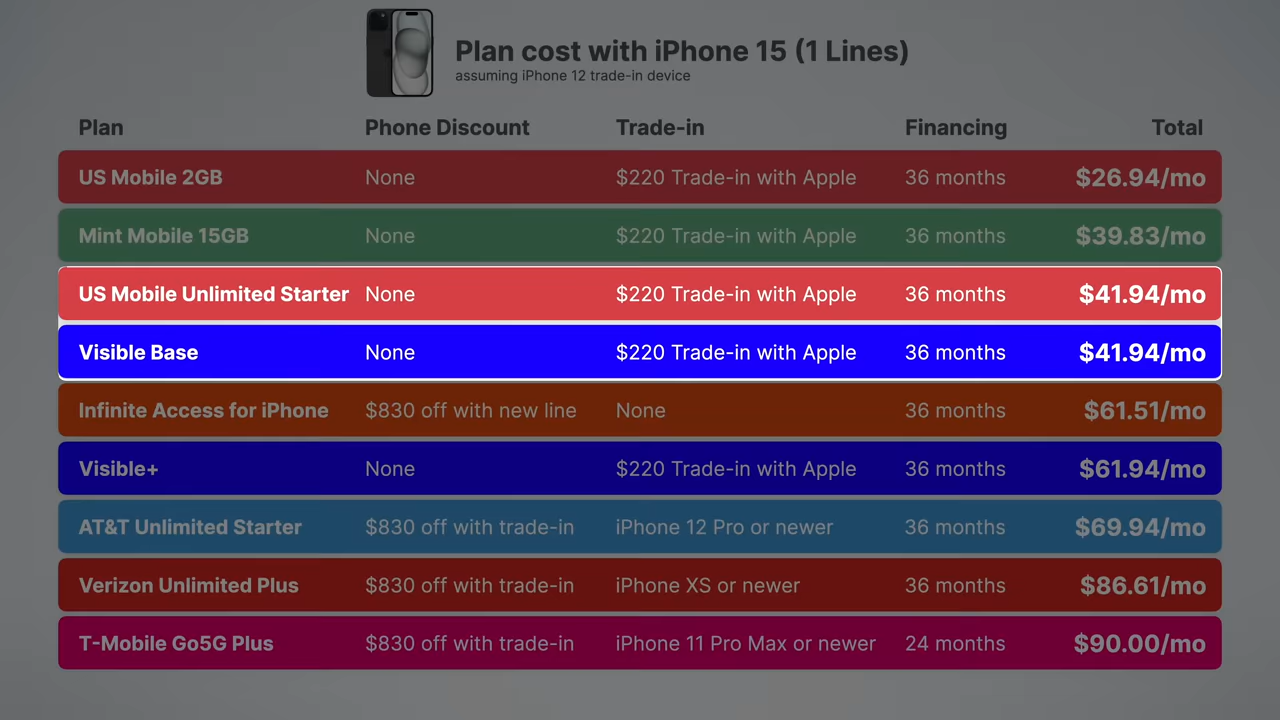 Plan cost with iPhone 15 (1 Lines)
assuming iPhone 12 trade-in device
Plan Phone Discount Trade-in Financing Total
US Mobile 2GB None $220 Trade-in with Apple 36 months $26.94/mo
Mint Mobile 15GB None $220 Trade-in with Apple 36 months $39.83/mo
US Mobile Unlimited Starter None $220 Trade-in with Apple 36 months $41.94/mo
Visible Base None $220 Trade-in with Apple 36 months $41.94/mo
Infinite Access for iPhone $830 off with new line None 36 months $61.51/mo
Visible+ None $220 Trade-in with Apple 36 months $61.94/mo
AT&T Unlimited Starter $830 off with trade-in iPhone 12 Pro or newer 36 months $69.94/mo
Verizon Unlimited Plus $830 off with trade-in iPhone XS or newer 36 months $86.61/mo
T-Mobile Go5G Plus $830 off with trade-in iPhone 11 Pro Max or newer 24 months $90.00/mo